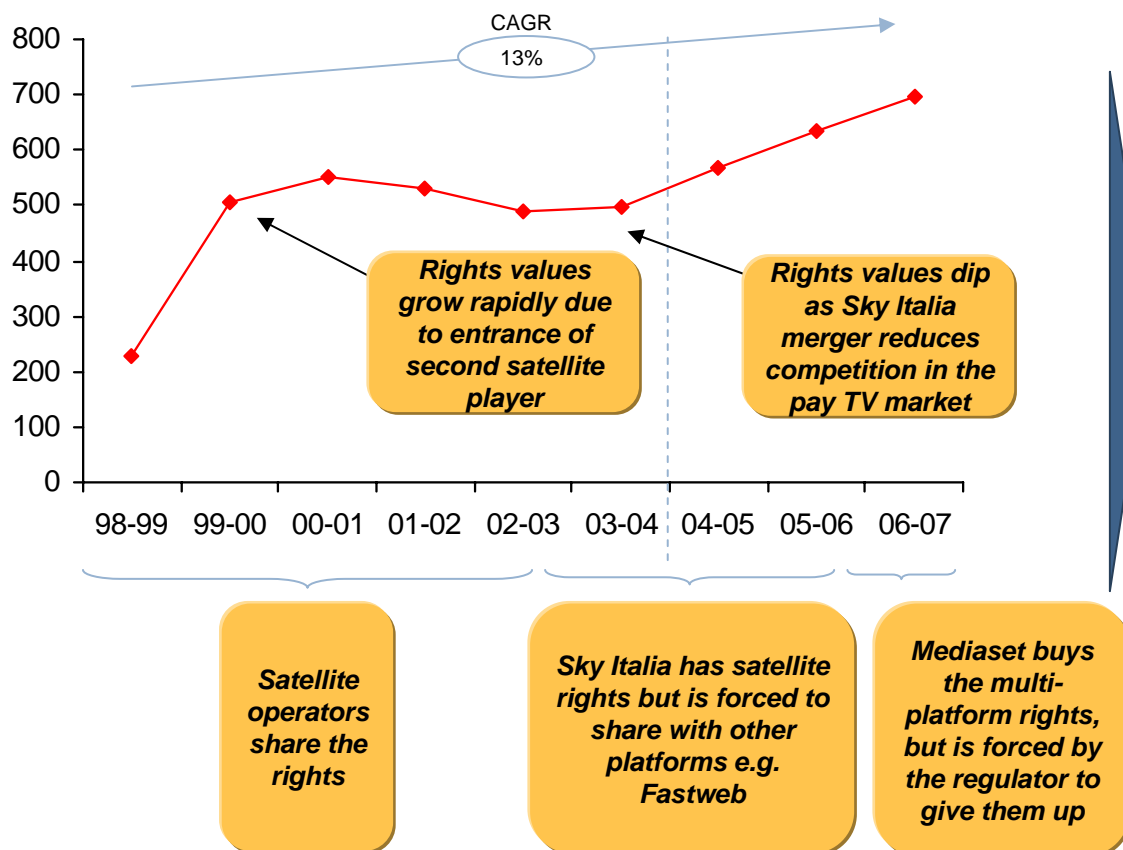 CAGR
13%
800
700
600
500
400
300
200
100
0
Rights values
grow rapidly due
to entrance of
second satellite
player
Rights values dip
as Sky Italia
merger reduces
competition in the
pay TV market
98-99 99-00 00-01 01-02 02-03 03-04 04-05 05-06 06-07
Satellite
operators
share the
rights
Sky Italia has satellite
rights but is forced to
share with other
platforms e.g.
Fastweb
Mediaset buys
the multi-
platform rights,
but is forced by
the regulator to
give them up